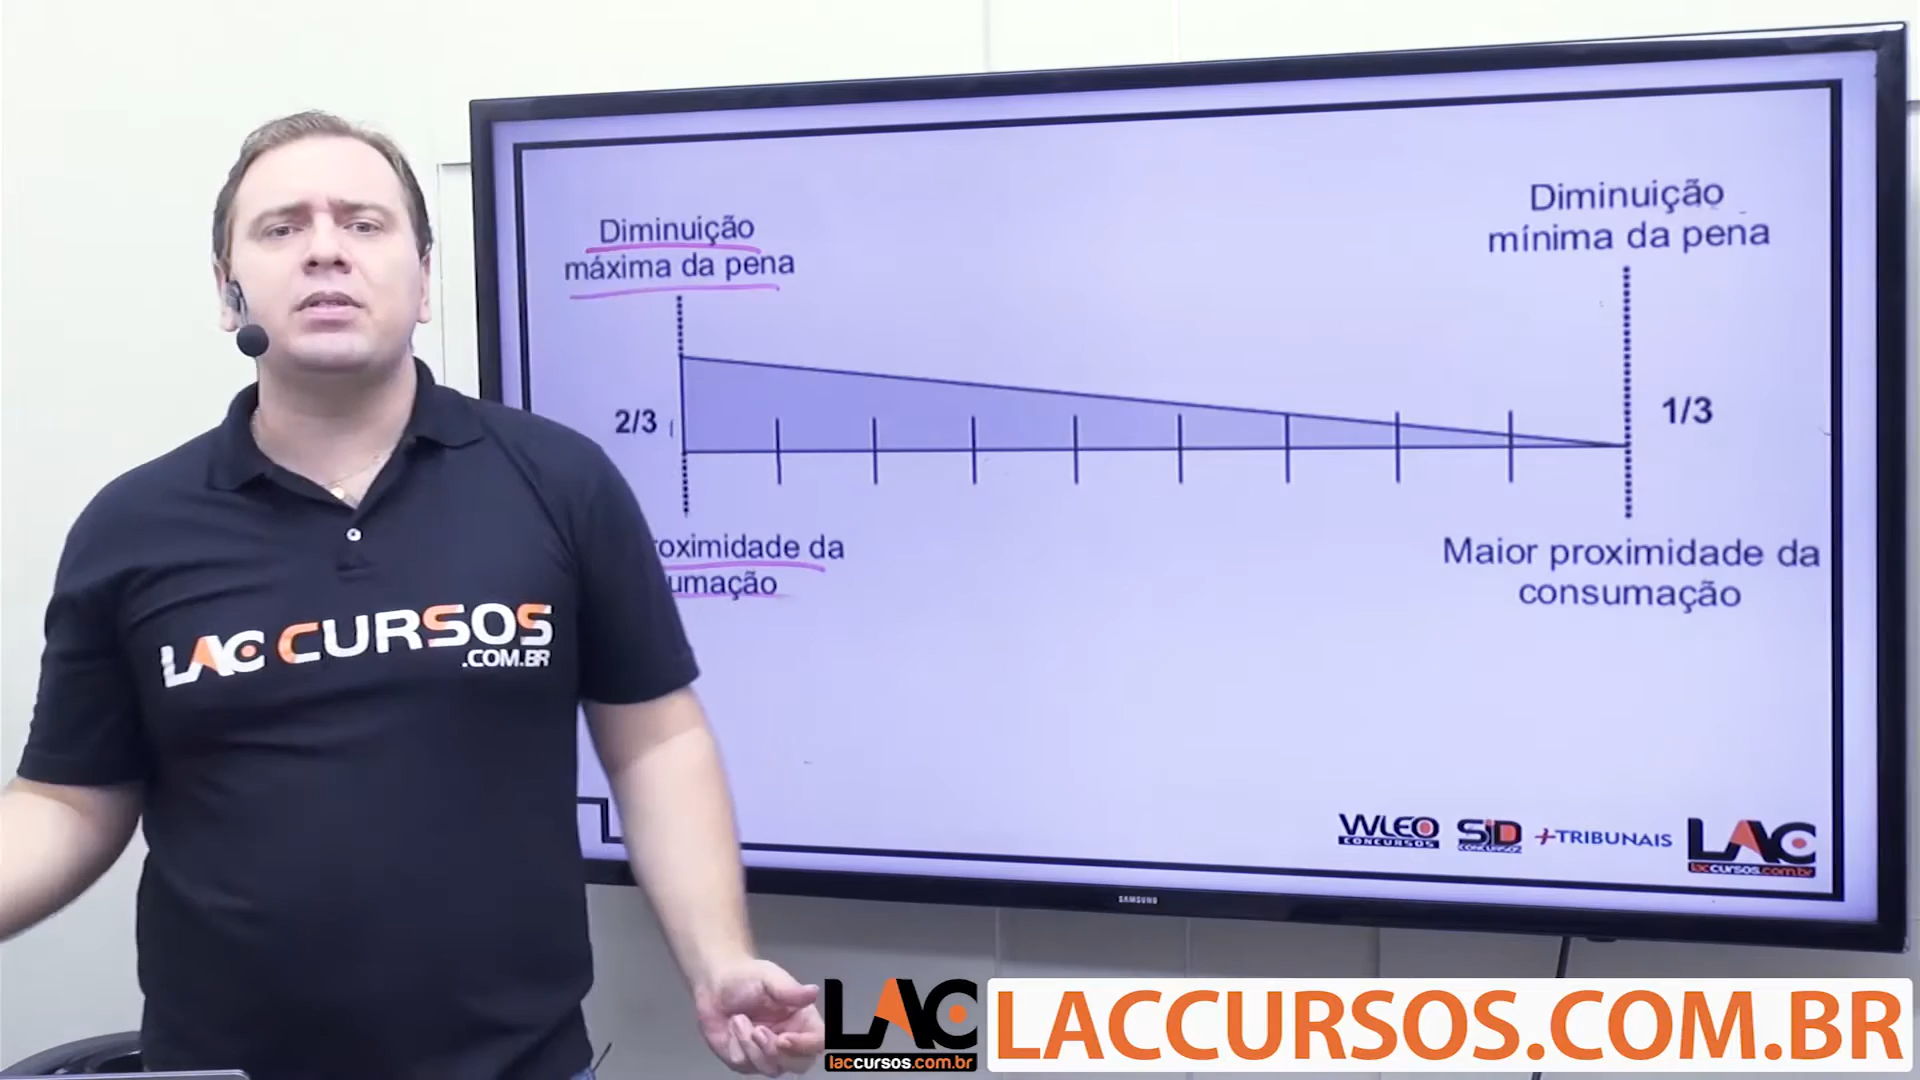 Diminuição
máxima da pena
Diminuição
mínima da pena
2/3
1/3
oximidade da
umação
Maior proximidade da
consumação
LAC CURSOS
.COM.BR
WLEO
CONCURSOS
SID
CONCURSOS
+TRIBUNAIS
LAC
laccursos.com.br
SAMSUNG
LAC
laccursos.com.br
LACCURSOS.COM.BR